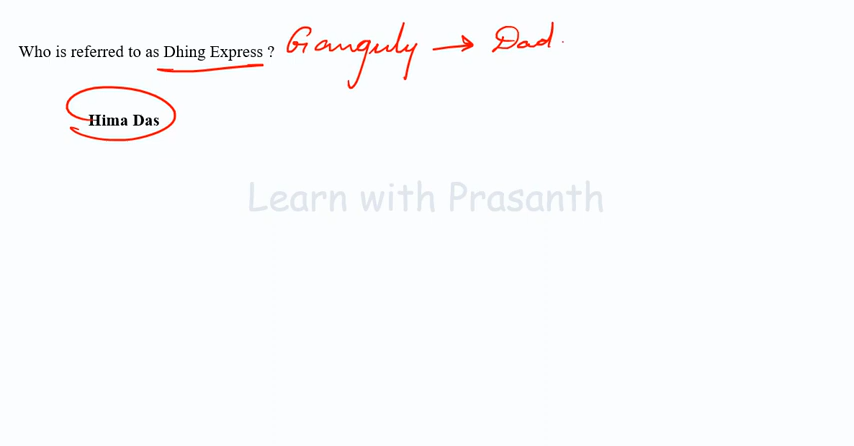 Who is referred to as Dhing Express ? Ganguly → Dad.
Hima Das
Learn with Prasanth